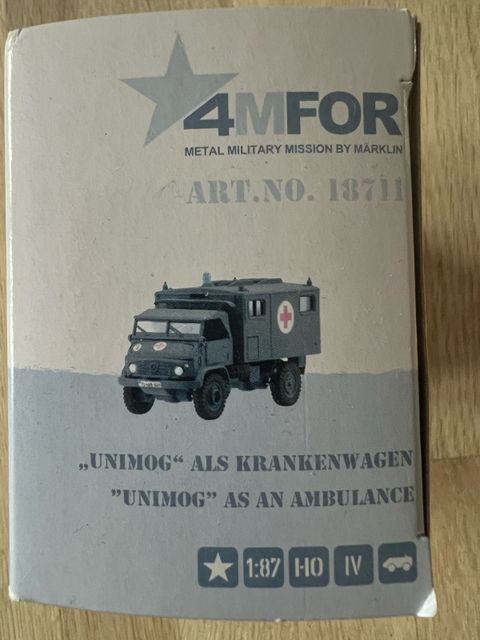 4MFOR
METAL MILITARY MISSION BY MÄRKLIN
ART.NO. 18711
„UNIMOG“ ALS KRANKENWAGEN
”UNIMOG” AS AN AMBULANCE
1:87 H0 IV